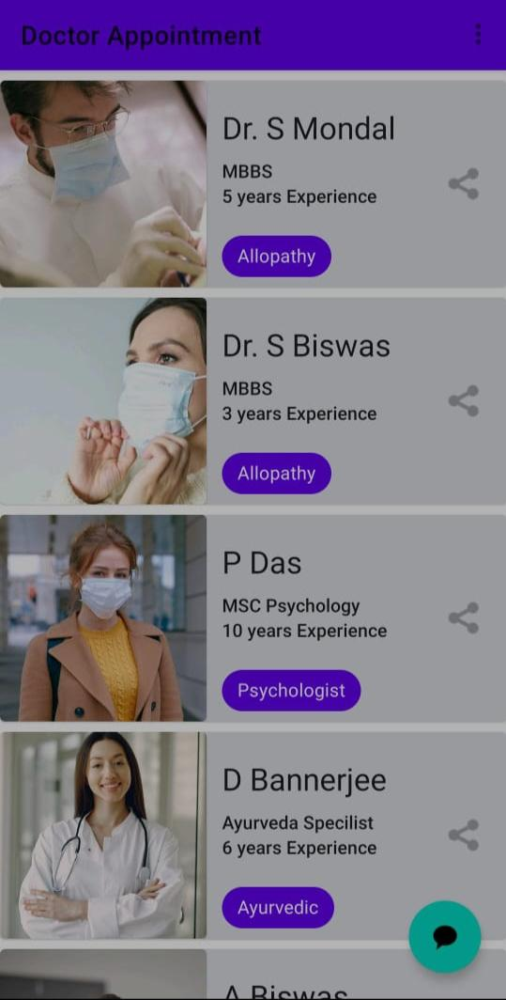 Doctor Appointment
Dr. S Mondal
MBBS
5 years Experience
Allopathy
Dr. S Biswas
MBBS
3 years Experience
Allopathy
P Das
MSC Psychology
10 years Experience
Psychologist
D Bannerjee
Ayurveda Specilist
6 years Experience
Ayurvedic
A Biswas